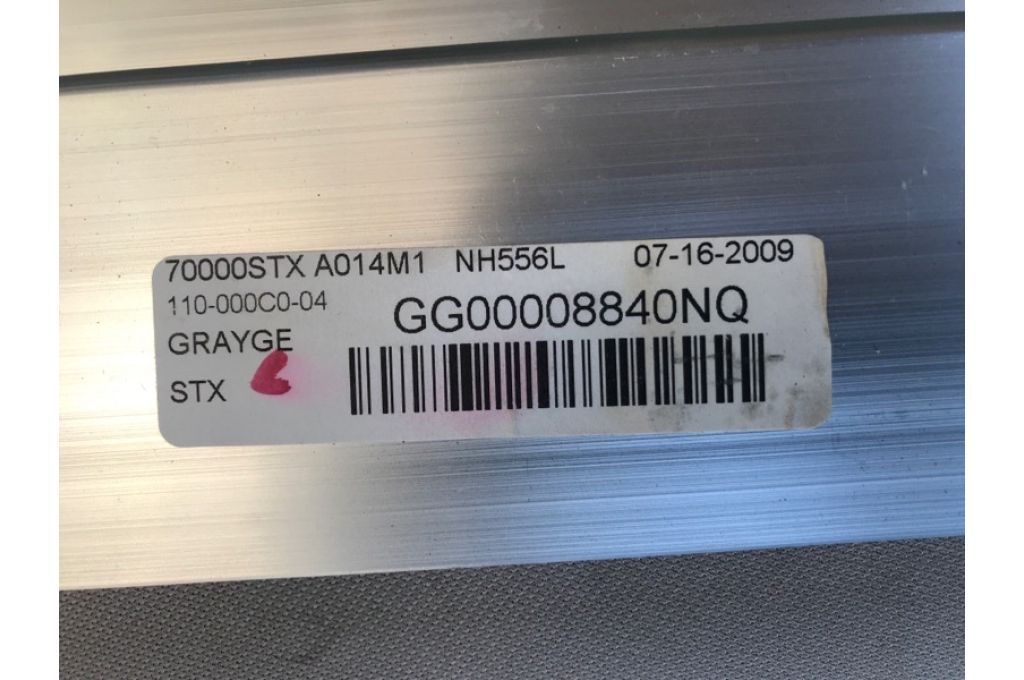 70000STX A014M1 NH556L 07-16-2009
110-000C0-04
GG00008840NQ
GRAYGE
STX